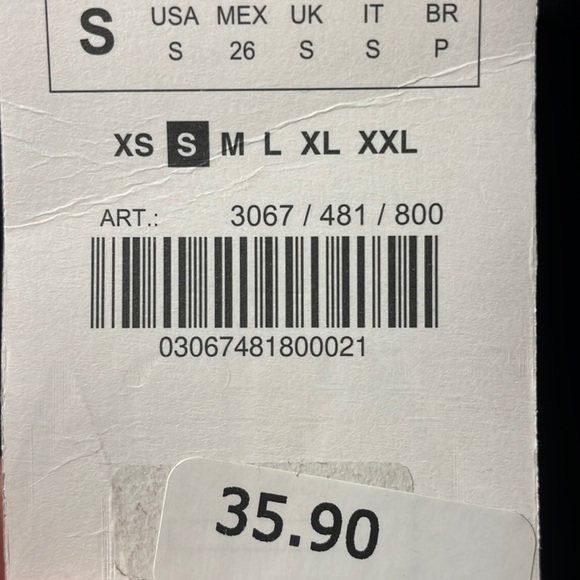 S USA MEX UK IT BR
S 26 S S P
XS S M L XL XXL
ART.: 3067 / 481 / 800
03067481800021
35.90